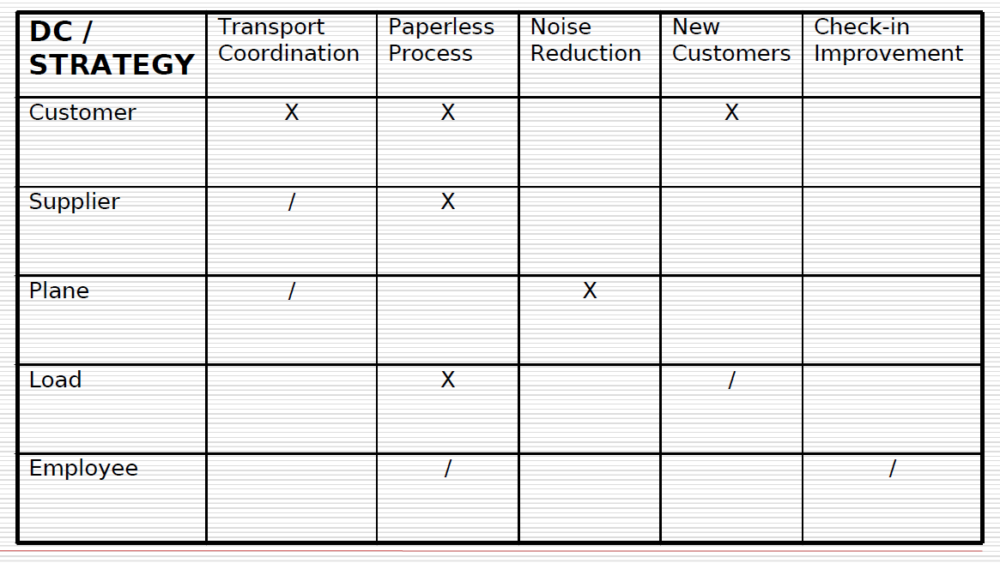 DC /
STRATEGY
Transport
Coordination
Paperless
Process
Noise
Reduction
New
Customers
Check-in
Improvement
Customer X X X
Supplier / X
Plane / X
Load X /
Employee / /